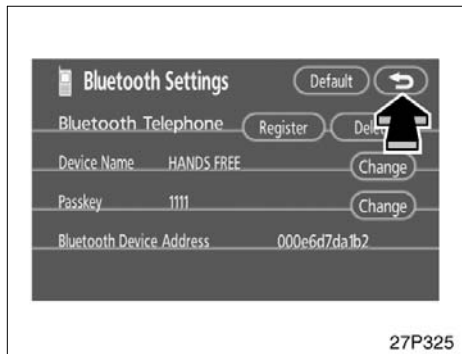 Bluetooth Settings Default
Bluetooth Telephone Register
Device Name HANDS FREE Change
Passkey 1111 Change
Bluetooth Device Address 000e6d7da1b2
27P325